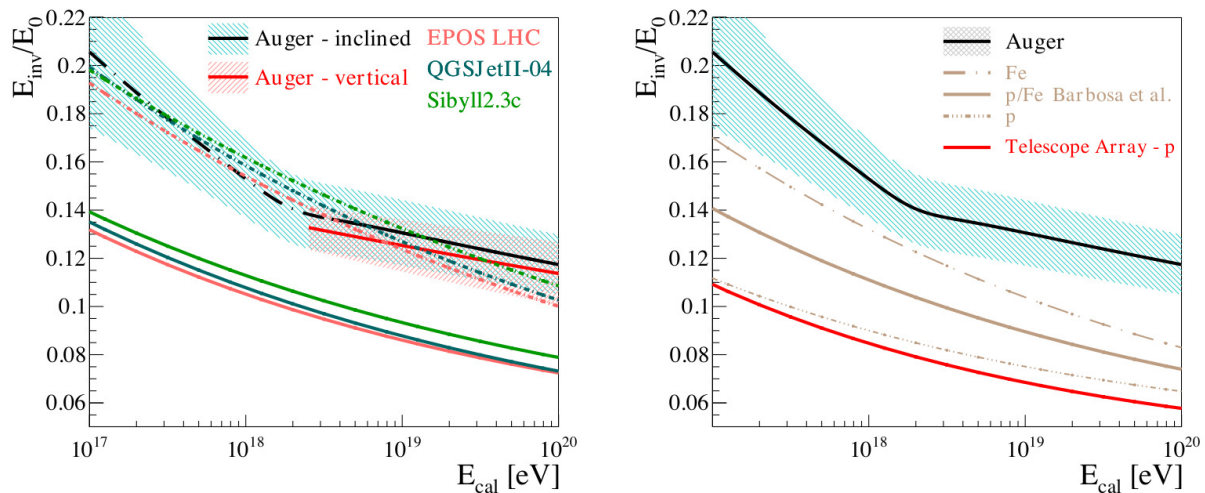 E_inv/E_0
0.22
0.2
0.18
0.16
0.14
0.12
0.1
0.08
0.06
Auger - inclined
Auger - vertical
EPOS LHC
QGSJetII-04
Sibyll2.3c
10^17
10^18
10^19
10^20
E_cal [eV]
E_inv/E_0
0.22
0.2
0.18
0.16
0.14
0.12
0.1
0.08
0.06
Auger
Fe
p/Fe Barbosa et al.
p
Telescope Array - p
10^18
10^19
10^20
E_cal [eV]